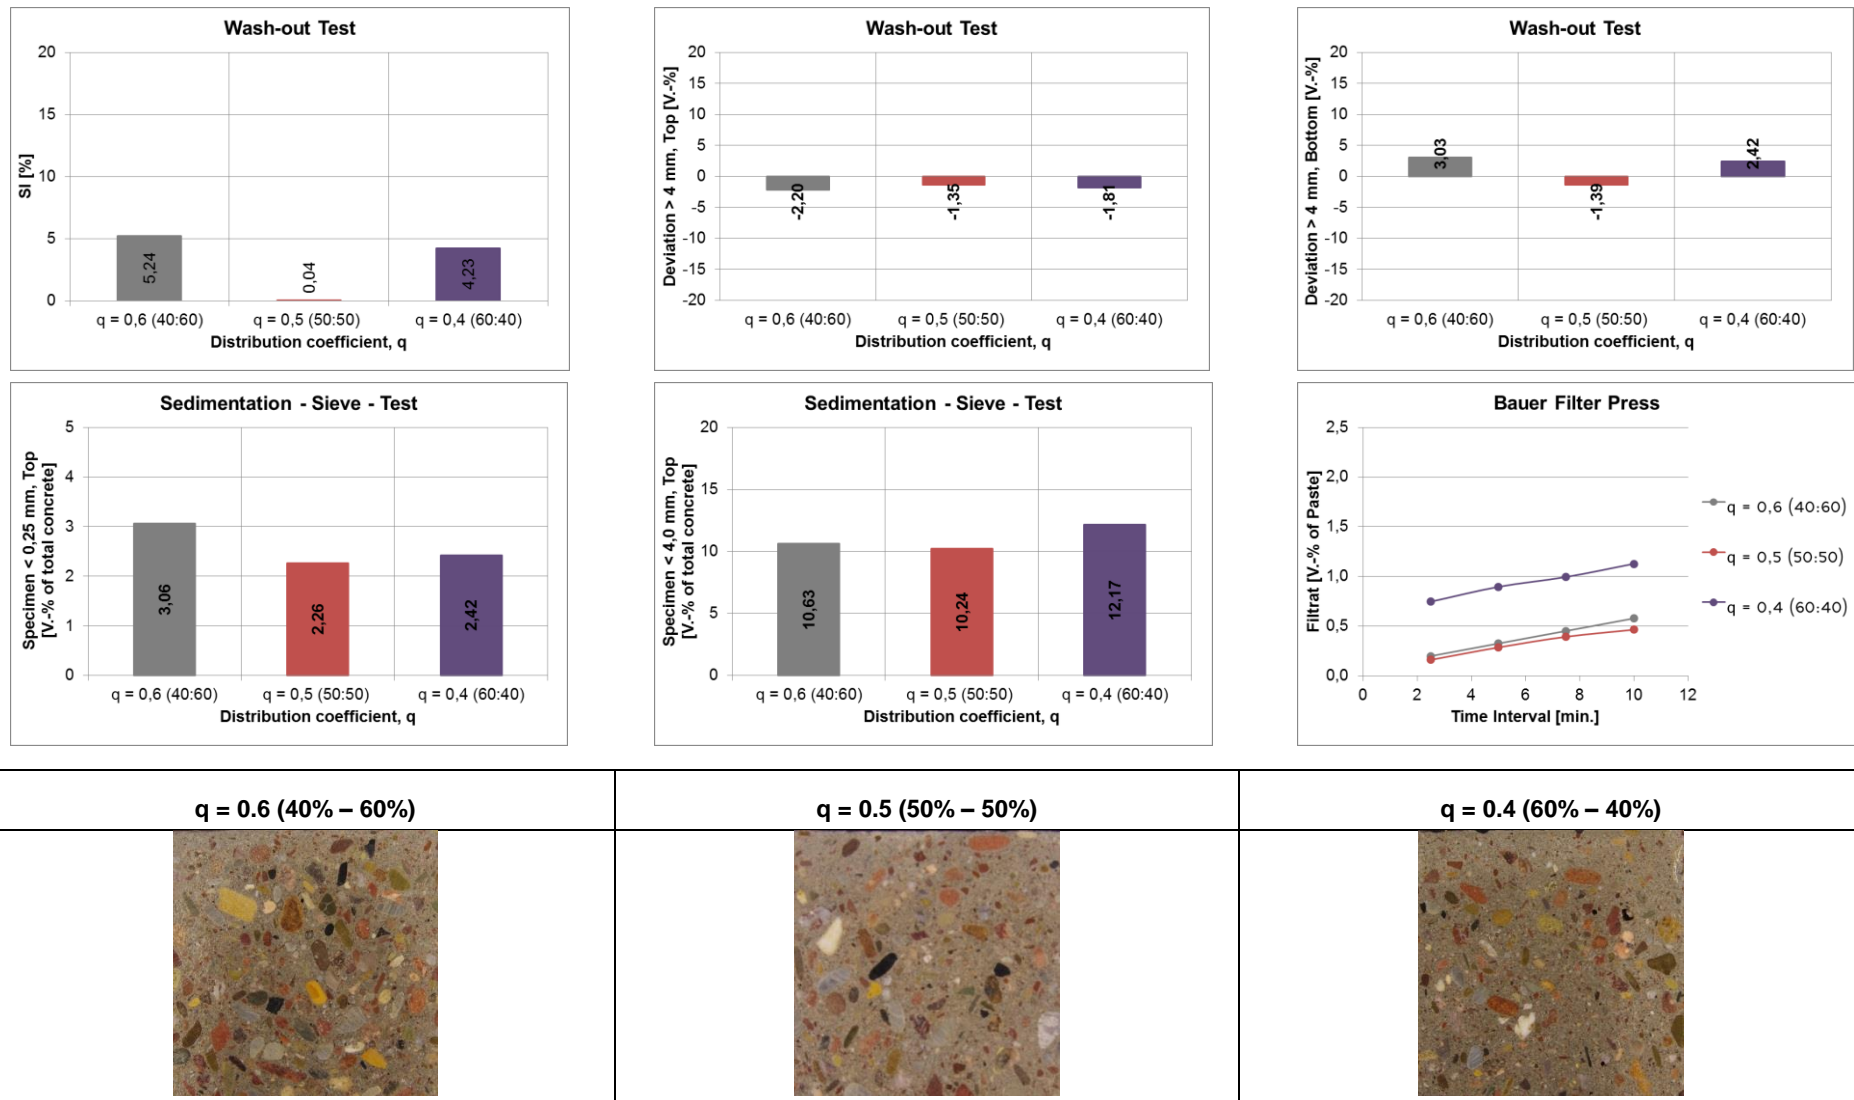 Wash-out Test
SI [%]
20
15
10
5
0
5,24
0,04
4,23
q = 0,6 (40:60)
q = 0,5 (50:50)
q = 0,4 (60:40)
Distribution coefficient, q
Wash-out Test
Deviation > 4 mm, Top [V.-%]
20
15
10
5
0
-5
-10
-15
-20
-2,20
-1,35
-1,81
q = 0,6 (40:60)
q = 0,5 (50:50)
q = 0,4 (60:40)
Distribution coefficient, q
Wash-out Test
Deviation > 4 mm, Bottom [V.-%]
20
15
10
5
0
-5
-10
-15
-20
3,03
-1,39
2,42
q = 0,6 (40:60)
q = 0,5 (50:50)
q = 0,4 (60:40)
Distribution coefficient, q
Sedimentation - Sieve - Test
Specimen < 0,25 mm, Top
[V.-% of total concrete]
5
4
3
2
1
0
3,06
2,26
2,42
q = 0,6 (40:60)
q = 0,5 (50:50)
q = 0,4 (60:40)
Distribution coefficient, q
Sedimentation - Sieve - Test
Specimen < 4,0 mm, Top
[V.-% of total concrete]
20
15
10
5
0
10,63
10,24
12,17
q = 0,6 (40:60)
q = 0,5 (50:50)
q = 0,4 (60:40)
Distribution coefficient, q
Bauer Filter Press
Filtrat [V.-% of Paste]
2,5
2,0
1,5
1,0
0,5
0,0
0
2
4
6
8
10
12
Time Interval [min.]
q = 0,6 (40:60)
q = 0,5 (50:50)
q = 0,4 (60:40)
q = 0.6 (40% – 60%)
q = 0.5 (50% – 50%)
q = 0.4 (60% – 40%)